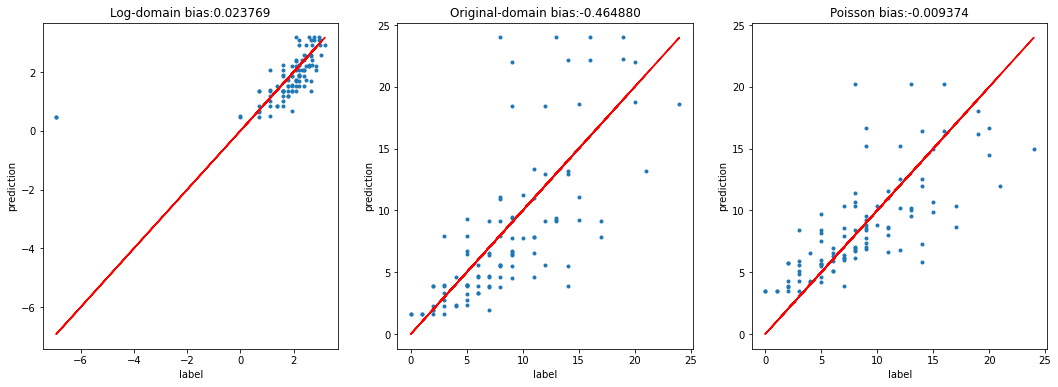 Log-domain bias:0.023769
prediction
2
0
−2
−4
−6
−6 −4 −2 0 2
label
Original-domain bias:-0.464880
prediction
25
20
15
10
5
0
0 5 10 15 20 25
label
Poisson bias:-0.009374
prediction
25
20
15
10
5
0
0 5 10 15 20 25
label